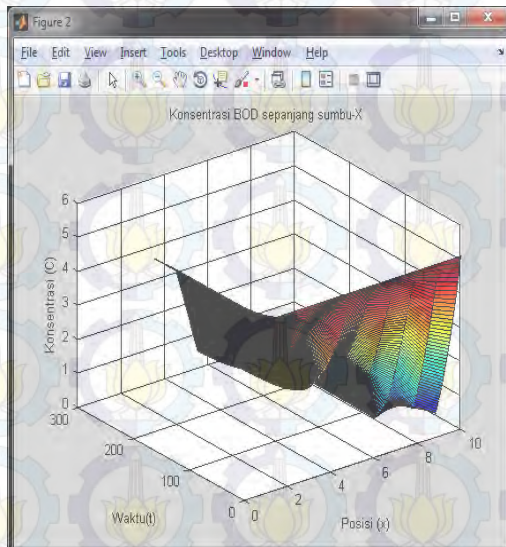 Figure 2
File Edit View Insert Tools Desktop Window Help
Konsentrasi BOD sepanjang sumbu-X
Konsentrasi (C)
6
5
4
3
2
1
0
300
200
100
0
Waktu(t)
0
2
4
6
8
10
Posisi (x)